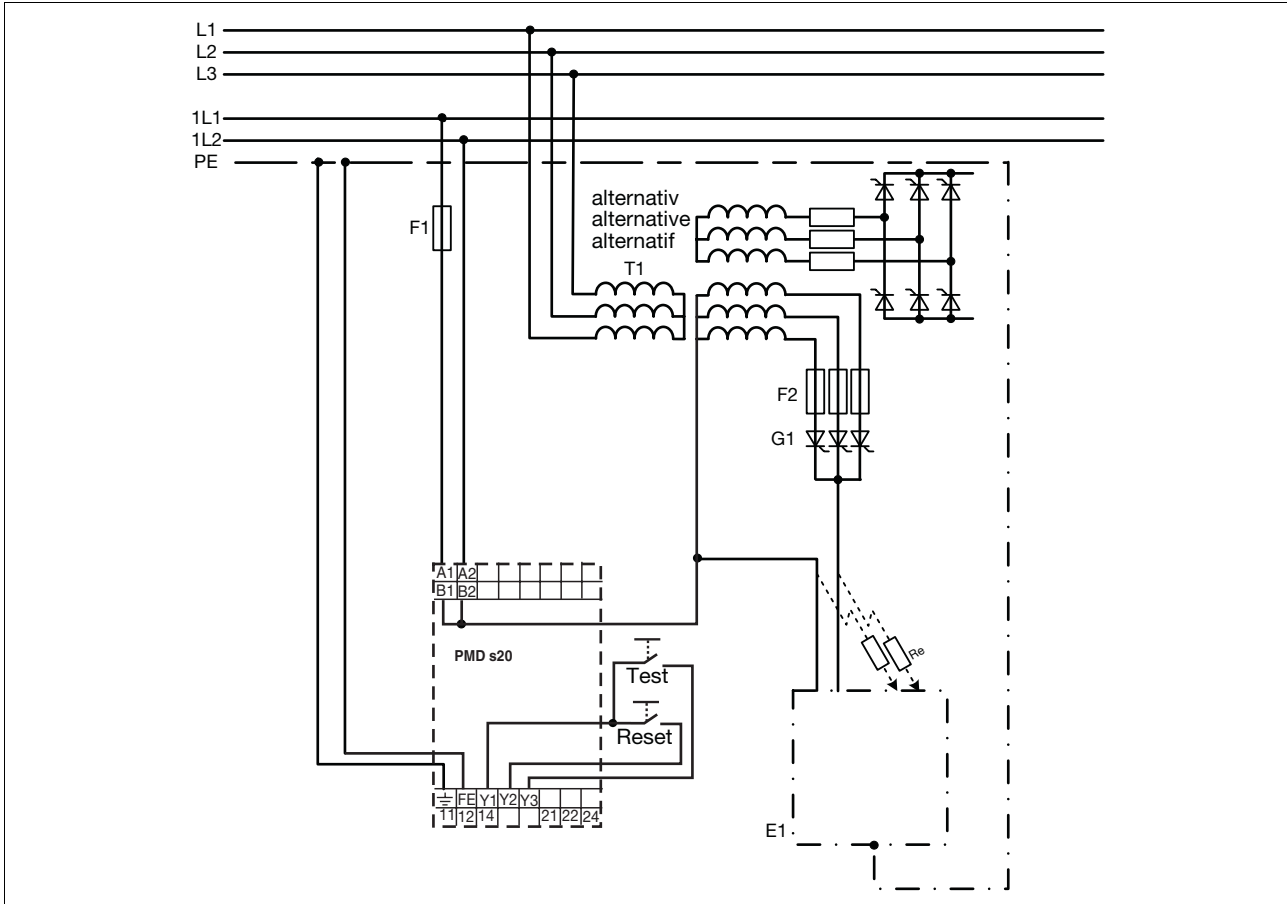 L1
L2
L3
1L1
1L2
PE
alternativ
alternative
alternatif
F1
T1
F2
G1
A1 A2
B1 B2
PMD s20
Test
Reset
Re
FE Y1 Y2 Y3
11 12 14 21 22 24
E1